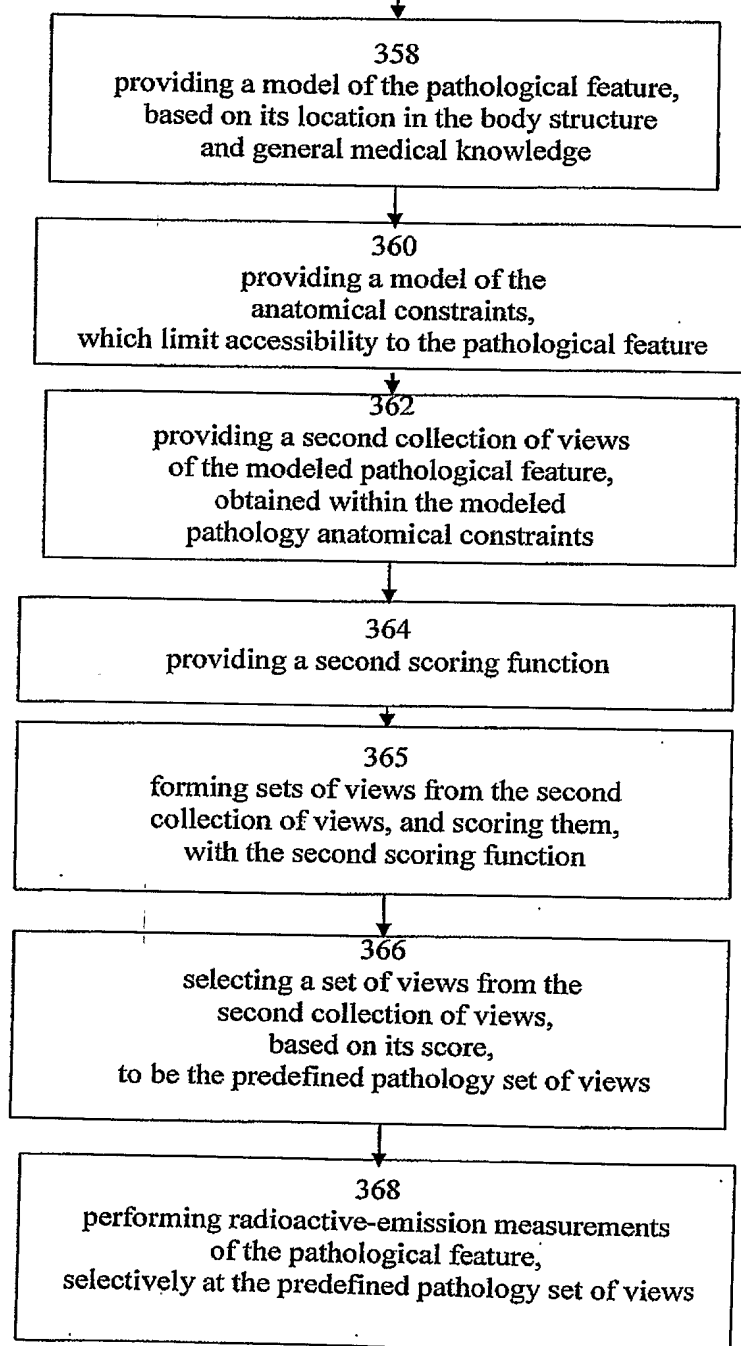 358
providing a model of the pathological feature,
based on its location in the body structure
and general medical knowledge
360
providing a model of the
anatomical constraints,
which limit accessibility to the pathological feature
362
providing a second collection of views
of the modeled pathological feature,
obtained within the modeled
pathology anatomical constraints
364
providing a second scoring function
365
forming sets of views from the second
collection of views, and scoring them,
with the second scoring function
366
selecting a set of views from the
second collection of views,
based on its score,
to be the predefined pathology set of views
368
performing radioactive-emission measurements
of the pathological feature,
selectively at the predefined pathology set of views